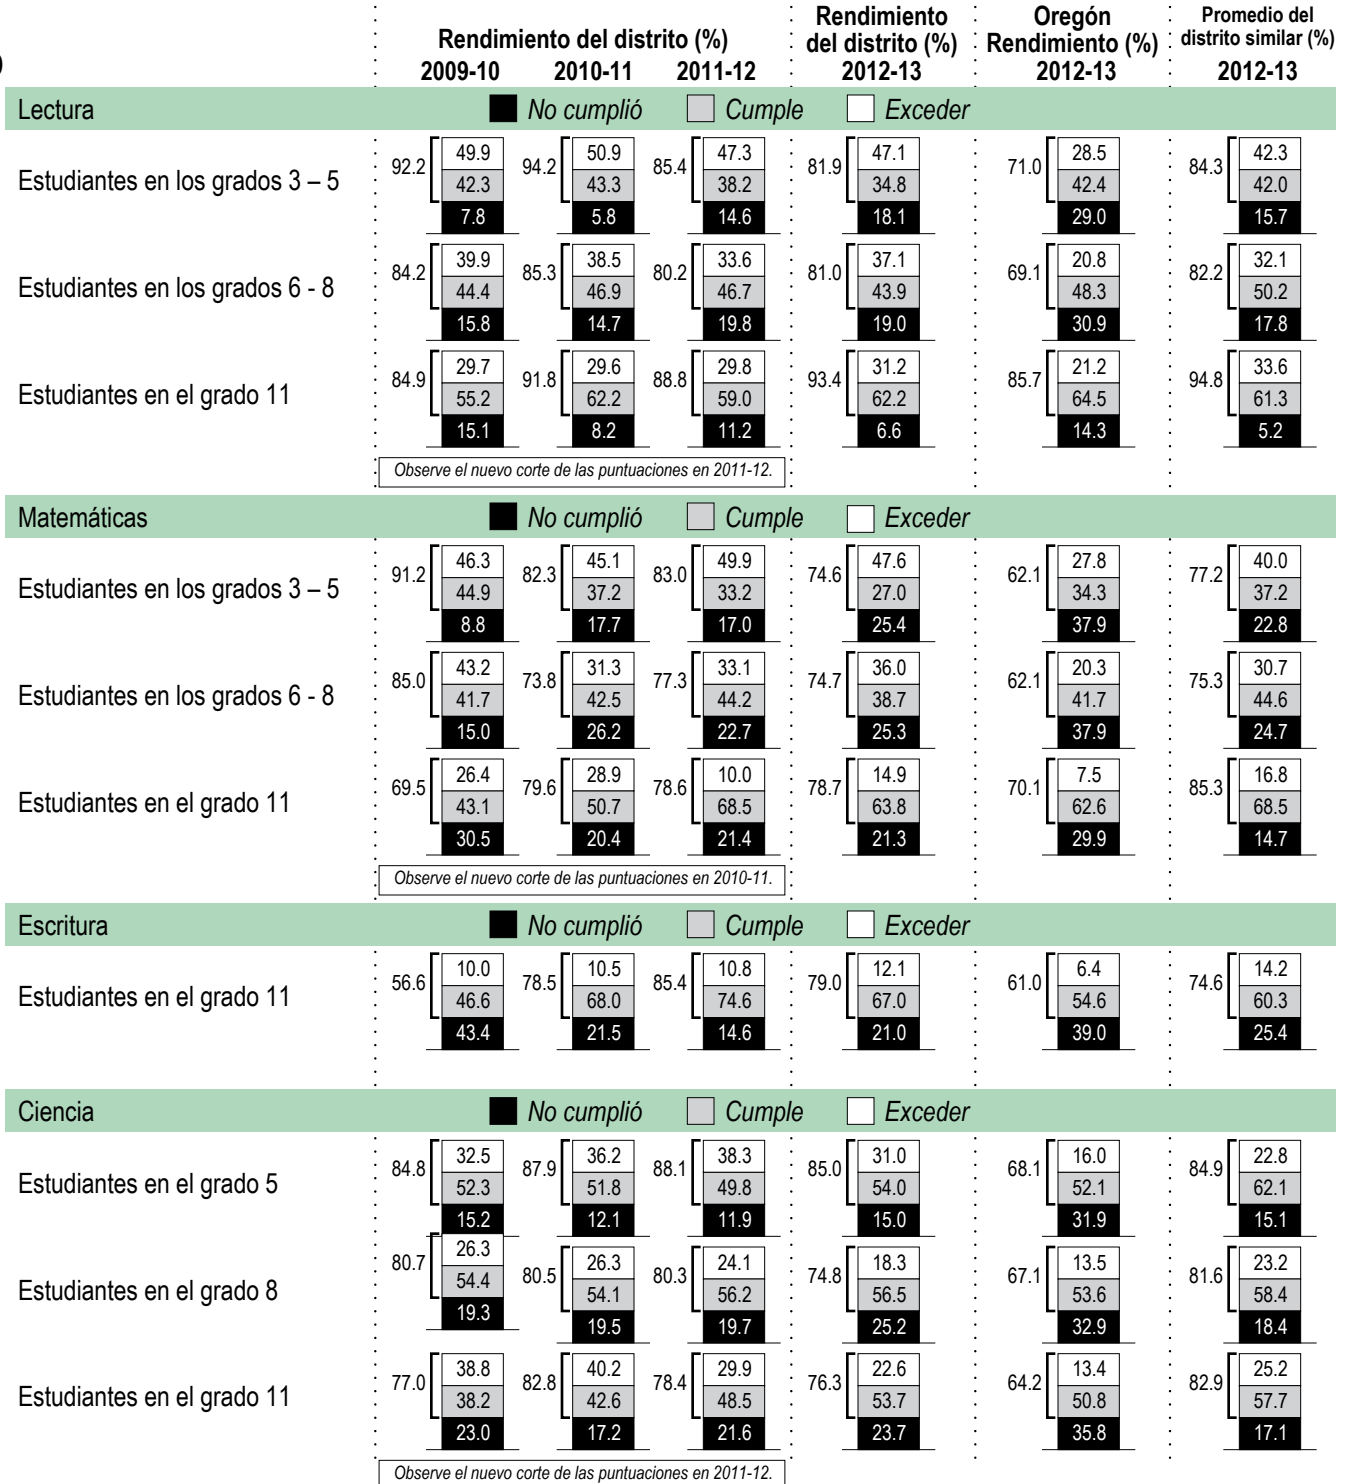 Rendimiento del distrito (%)
2009-10 2010-11 2011-12
Rendimiento
del distrito (%)
2012-13
Oregón
Rendimiento (%)
2012-13
Promedio del
distrito similar (%)
2012-13
Lectura No cumplió Cumple Exceder
Estudiantes en los grados 3 – 5
92.2 49.9 42.3 7.8
94.2 50.9 43.3 5.8
85.4 47.3 38.2 14.6
81.9 47.1 34.8 18.1
71.0 28.5 42.4 29.0
84.3 42.3 42.0 15.7
Estudiantes en los grados 6 - 8
84.2 39.9 44.4 15.8
85.3 38.5 46.9 14.7
80.2 33.6 46.7 19.8
81.0 37.1 43.9 19.0
69.1 20.8 48.3 30.9
82.2 32.1 50.2 17.8
Estudiantes en el grado 11
84.9 29.7 55.2 15.1
91.8 29.6 62.2 8.2
88.8 29.8 59.0 11.2
93.4 31.2 62.2 6.6
85.7 21.2 64.5 14.3
94.8 33.6 61.3 5.2
Observe el nuevo corte de las puntuaciones en 2011-12.
Matemáticas No cumplió Cumple Exceder
Estudiantes en los grados 3 – 5
91.2 46.3 44.9 8.8
82.3 45.1 37.2 17.7
83.0 49.9 33.2 17.0
74.6 47.6 27.0 25.4
62.1 27.8 34.3 37.9
77.2 40.0 37.2 22.8
Estudiantes en los grados 6 - 8
85.0 43.2 41.7 15.0
73.8 31.3 42.5 26.2
77.3 33.1 44.2 22.7
74.7 36.0 38.7 25.3
62.1 20.3 41.7 37.9
75.3 30.7 44.6 24.7
Estudiantes en el grado 11
69.5 26.4 43.1 30.5
79.6 28.9 50.7 20.4
78.6 10.0 68.5 21.4
78.7 14.9 63.8 21.3
70.1 7.5 62.6 29.9
85.3 16.8 68.5 14.7
Observe el nuevo corte de las puntuaciones en 2010-11.
Escritura No cumplió Cumple Exceder
Estudiantes en el grado 11
56.6 10.0 46.6 43.4
78.5 10.5 68.0 21.5
85.4 10.8 74.6 14.6
79.0 12.1 67.0 21.0
61.0 6.4 54.6 39.0
74.6 14.2 60.3 25.4
Ciencia No cumplió Cumple Exceder
Estudiantes en el grado 5
84.8 32.5 52.3 15.2
87.9 36.2 51.8 12.1
88.1 38.3 49.8 11.9
85.0 31.0 54.0 15.0
68.1 16.0 52.1 31.9
84.9 22.8 62.1 15.1
Estudiantes en el grado 8
80.7 26.3 54.4 19.3
80.5 26.3 54.1 19.5
80.3 24.1 56.2 19.7
74.8 18.3 56.5 25.2
67.1 13.5 53.6 32.9
81.6 23.2 58.4 18.4
Estudiantes en el grado 11
77.0 38.8 38.2 23.0
82.8 40.2 42.6 17.2
78.4 29.9 48.5 21.6
76.3 22.6 53.7 23.7
64.2 13.4 50.8 35.8
82.9 25.2 57.7 17.1
Observe el nuevo corte de las puntuaciones en 2011-12.